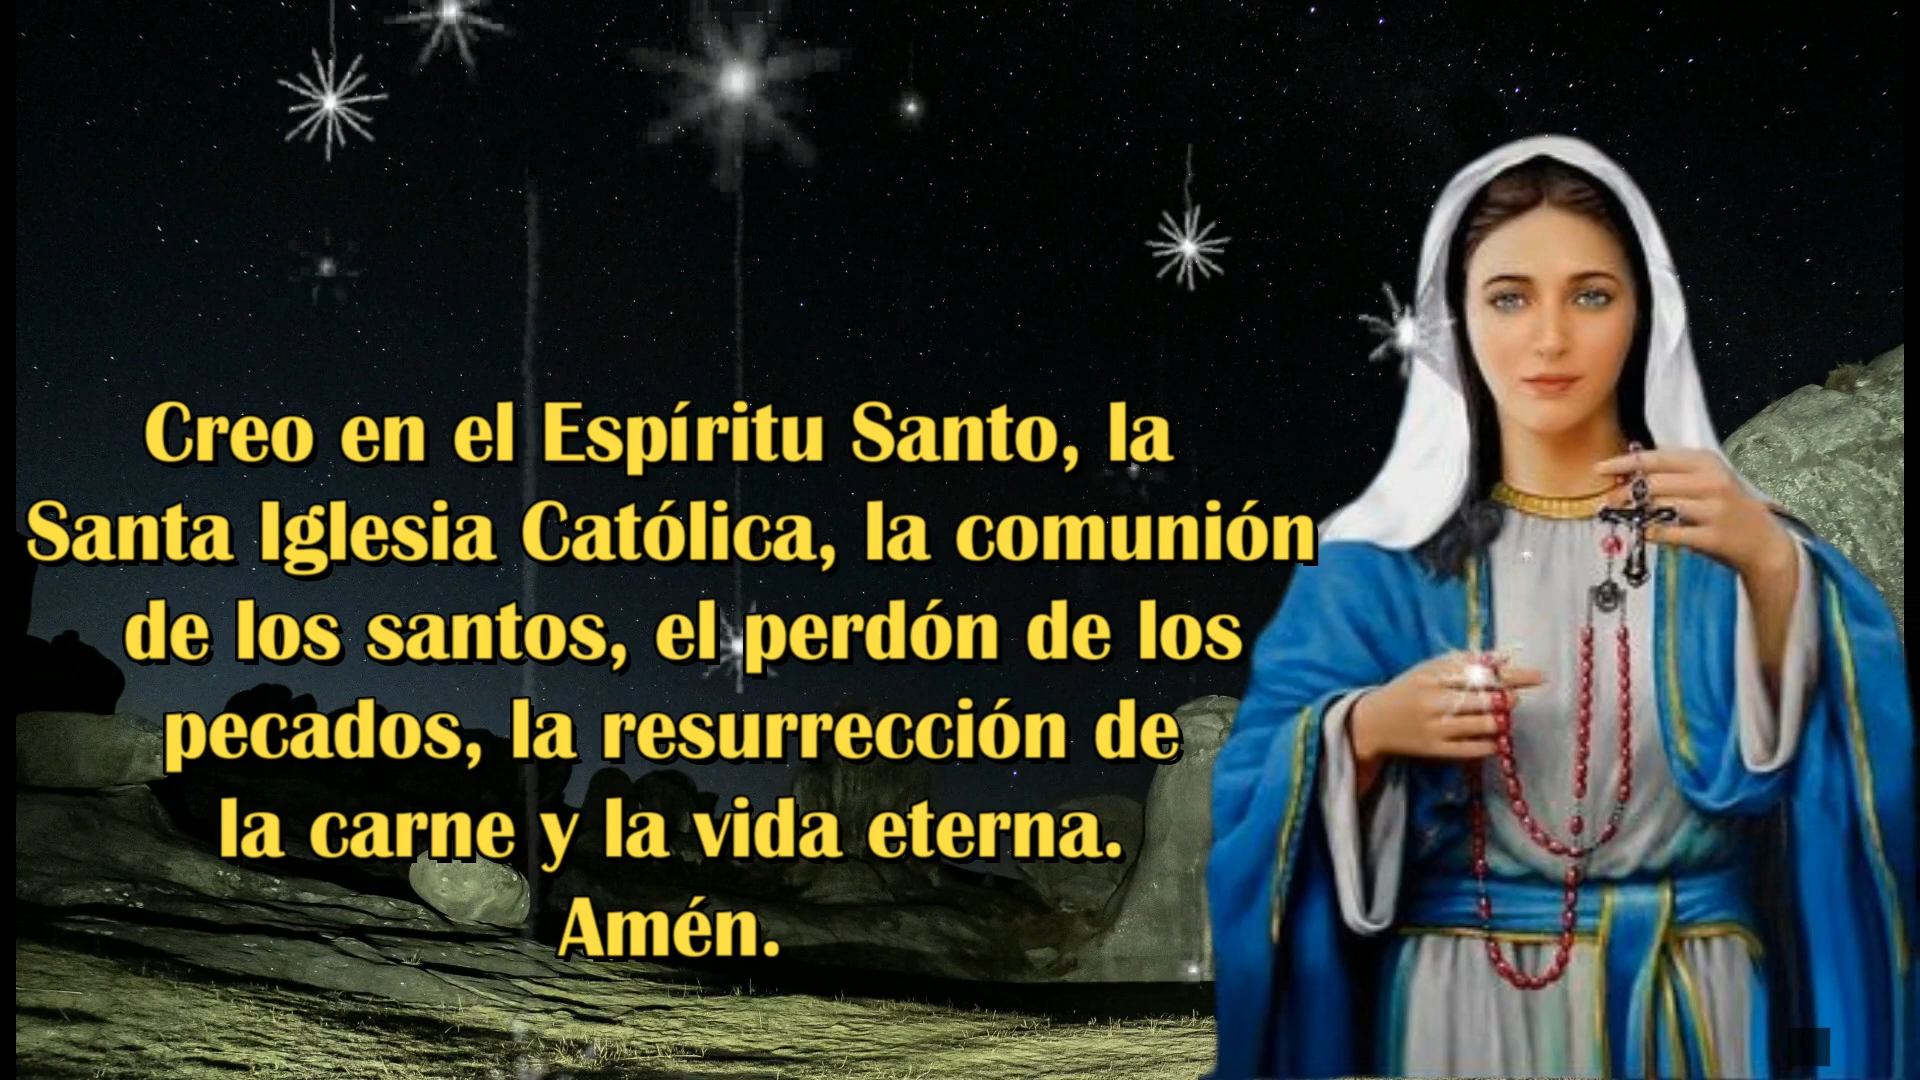 Creo en el Espíritu Santo, la
Santa Iglesia Católica, la comunión
de los santos, el perdón de los
pecados, la resurrección de
la carne y la vida eterna.
Amén.